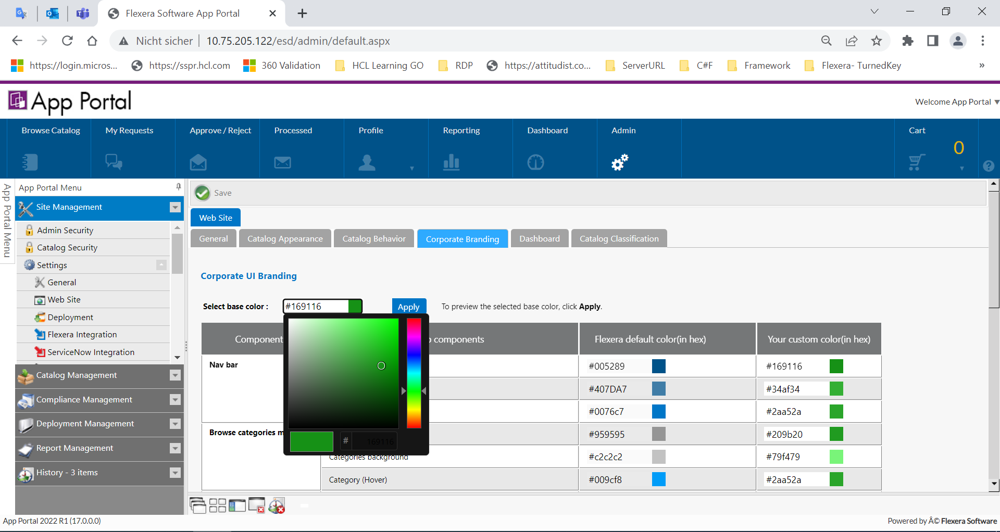 Flexera Software App Portal
Nicht sicher 10.75.205.122/esd/admin/default.aspx
https://login.micros... https://sspr.hcl.com 360 Validation HCL Learning GO RDP https://attitudist.co... ServerURL C#F Framework Flexera- TurnedKey »
App Portal
Welcome App Portal
Browse Catalog My Requests Approve / Reject Processed Profile Reporting Dashboard Admin Cart
0
App Portal Menu
App Portal Menu
Site Management
Admin Security
Catalog Security
Settings
General
Web Site
Deployment
Flexera Integration
ServiceNow Integration
Catalog Management
Compliance Management
Deployment Management
Report Management
History - 3 items
Save
Web Site
General Catalog Appearance Catalog Behavior Corporate Branding Dashboard Catalog Classification
Corporate UI Branding
Select base color : #169116 Apply To preview the selected base color, click Apply.
# 169116
Component components Flexera default color(in hex) Your custom color(in hex)
Nav bar #005289 #169116
#407DA7 #34af34
#0076c7 #2aa52a
Browse categories m #959595 #209b20
Categories background #c2c2c2 #79f479
Category (Hover) #009cf8 #2aa52a
App Portal 2022 R1 (17.0.0.0)
Powered by Â© Flexera Software